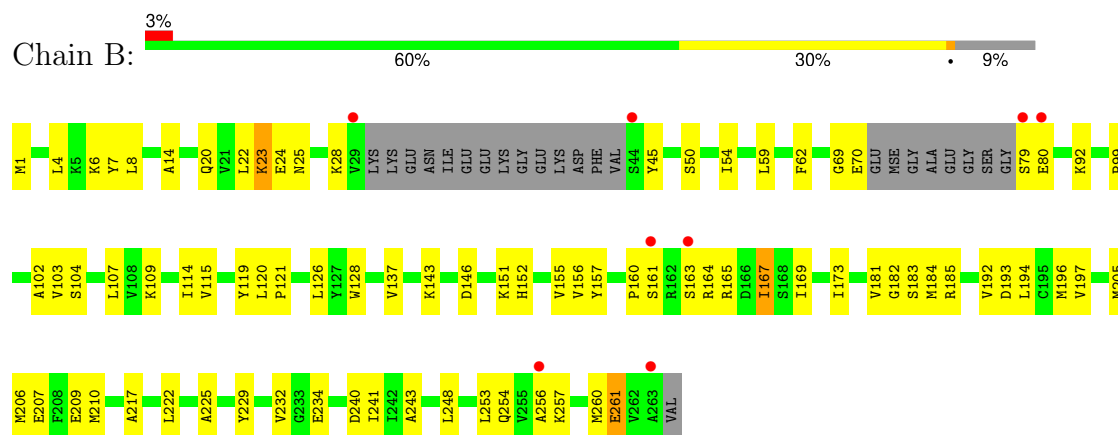 3%
Chain B:
60% 30% • 9%
M1 L4 K5 K6 Y7 L8 A14 Q20 V21 L22 K23 E24 N25 K28 V29 LYS LYS GLU ASN ILE GLU GLU LYS GLY GLU LYS ASP PHE VAL S44 Y45 S50 I54 L59 F62 G69 E70 GLU MSE GLY ALA GLU GLY SER GLY S79 E80 K92
A102 V103 S104 L107 V108 K109 I114 V115 Y119 L120 P121 L126 Y127 W128 V137 K143 D146 K151 H152 V155 V156 Y157 P160 S161 R162 S163 R164 R165 D166 I167 S168 I169 I173 V181 G182 S183 M184 R185 V192 D193 L194 C195 M196 V197
M206 E207 F208 E209 M210 A217 L222 A225 Y229 V232 G233 E234 D240 I241 I242 A243 L248 L253 Q254 V255 A256 K257 M260 E261 V262 A263 VAL